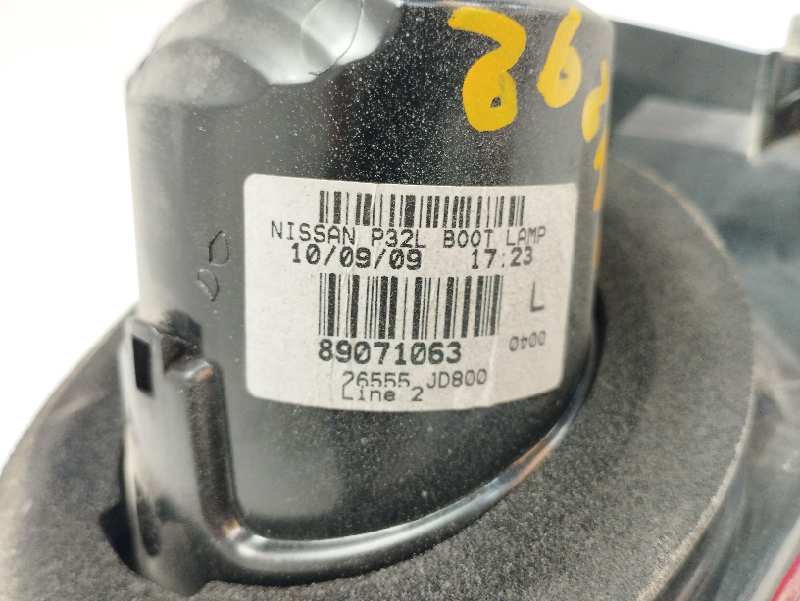 NISSAN P32L BOOT LAMP
10/09/09 17:23
L
89071063 0040
26555 JD800
Line 2